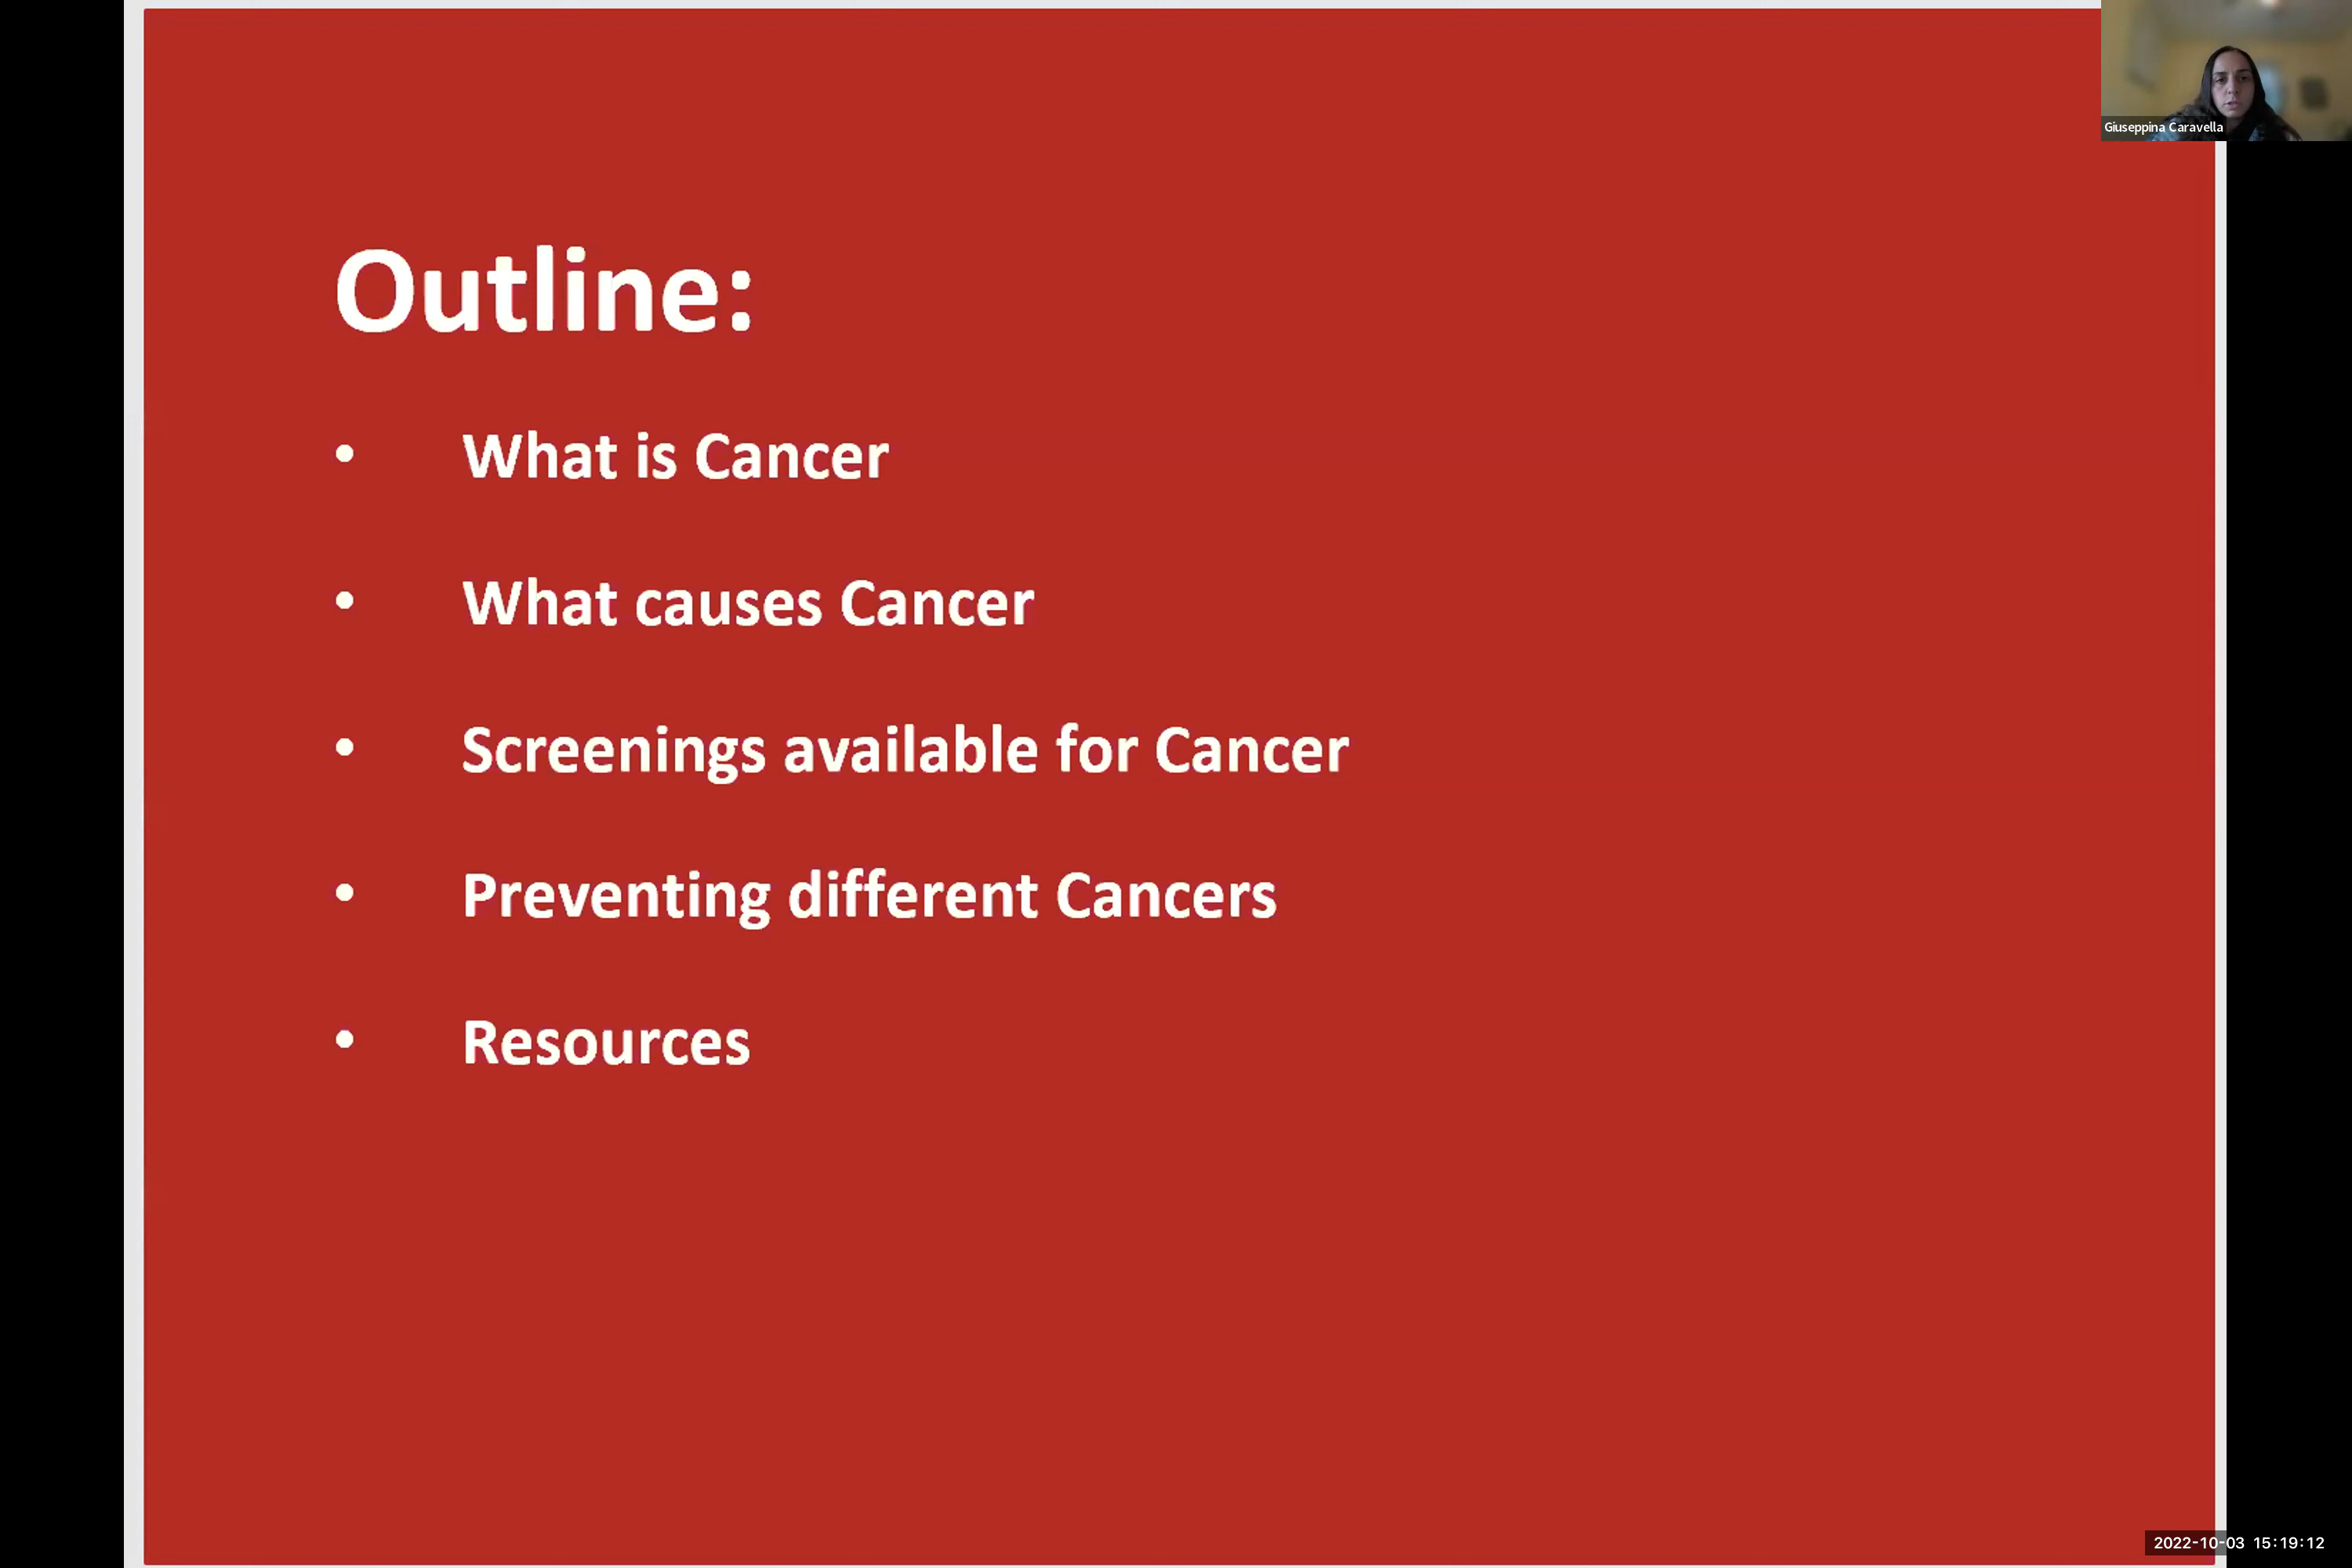 Giuseppina Caravella
Outline:
• What is Cancer
• What causes Cancer
• Screenings available for Cancer
• Preventing different Cancers
• Resources
2022-10-03 15:19:12